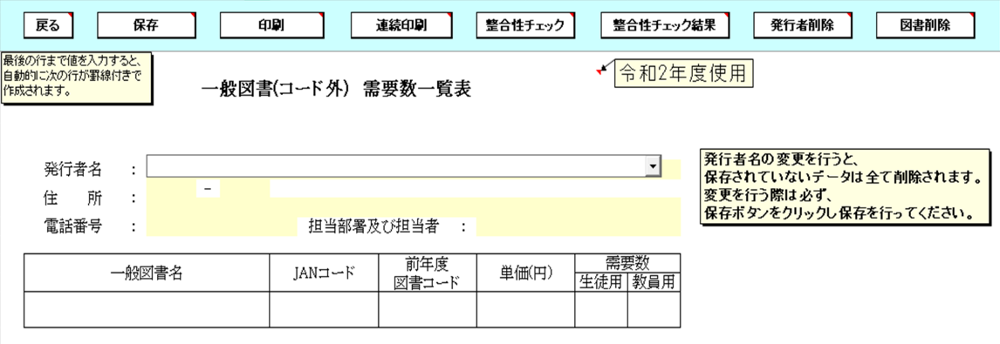 戻る 保存 印刷 連続印刷 整合性チェック 整合性チェック結果 発行者削除 図書削除
最後の行まで値を入力すると、
自動的に次の行が罫線付きで
作成されます。
令和2年度使用
一般図書(コード外) 需要数一覧表
発行者名 :
住 所 : −
電話番号 : 担当部署及び担当者 :
発行者名の変更を行うと、
保存されていないデータは全て削除されます。
変更を行う際は必ず、
保存ボタンをクリックし保存を行ってください。
一般図書名 JANコード 前年度
図書コード 単価(円) 需要数
生徒用 教員用